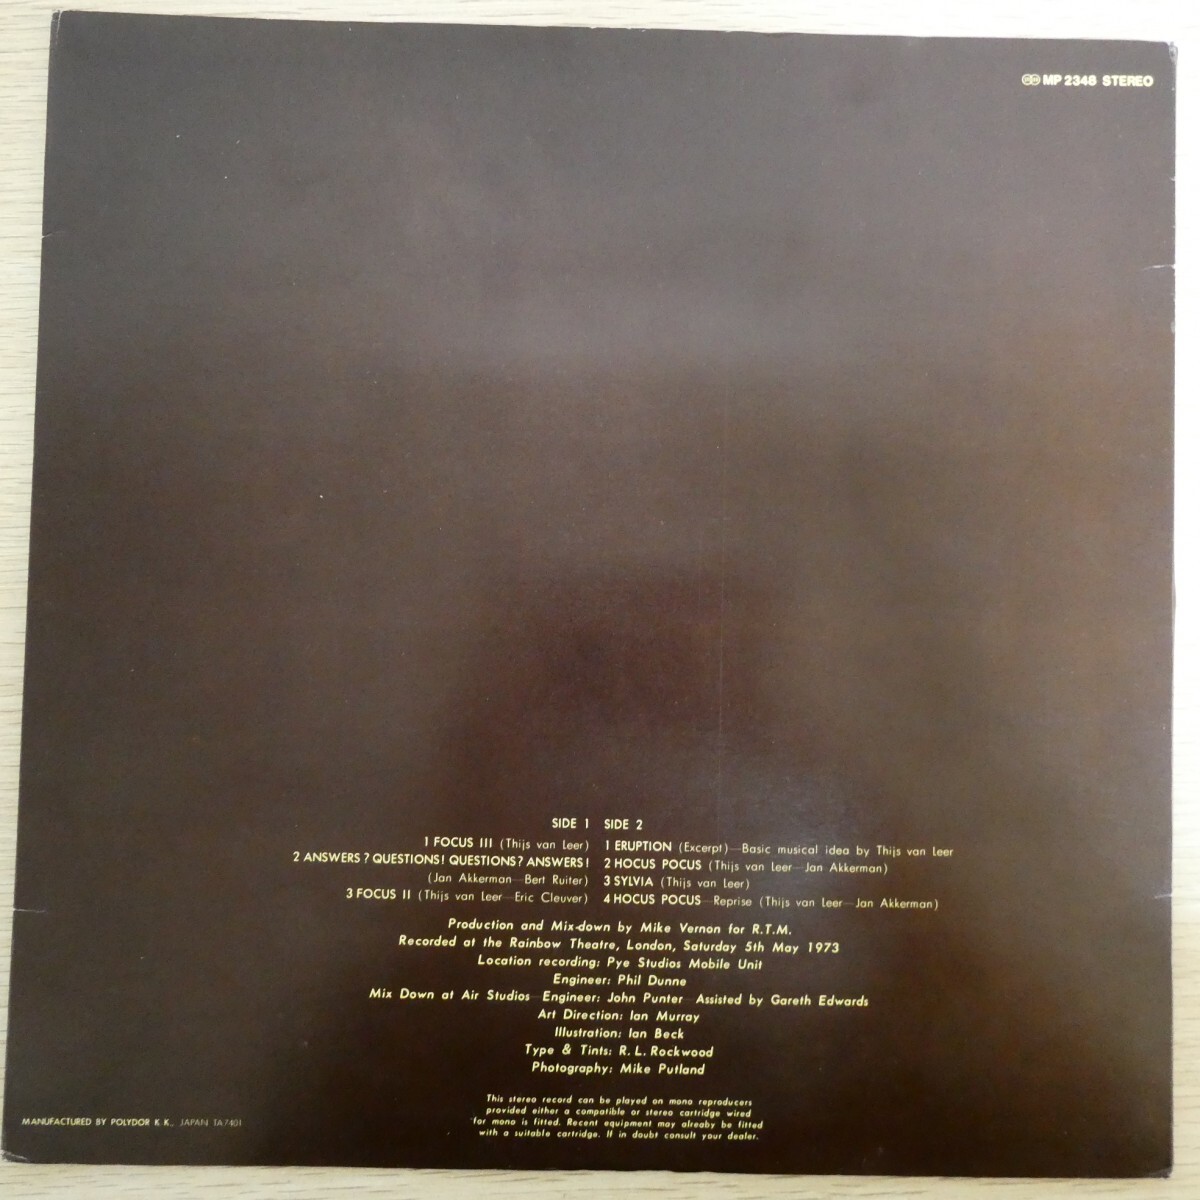 MP 2348 STEREO
SIDE 1
1 FOCUS III (Thijs van Leer)
2 ANSWERS? QUESTIONS! QUESTIONS? ANSWERS!
(Jan Akkerman—Bert Ruiter)
3 FOCUS II (Thijs van Leer—Eric Cleuver)
SIDE 2
1 ERUPTION (Excerpt)—Basic musical idea by Thijs van Leer
2 HOCUS POCUS (Thijs van Leer—Jan Akkerman)
3 SYLVIA (Thijs van Leer)
4 HOCUS POCUS—Reprise (Thijs van Leer—Jan Akkerman)
Production and Mix-down by Mike Vernon for R.T.M.
Recorded at the Rainbow Theatre, London, Saturday 5th May 1973
Location recording: Pye Studios Mobile Unit
Engineer: Phil Dunne
Mix Down at Air Studios—Engineer: John Punter—Assisted by Gareth Edwards
Art Direction: Ian Murray
Illustration: Ian Beck
Type & Tints: R. L. Rockwood
Photography: Mike Putland
This stereo record can be played on mono reproducers
provided either a compatible or stereo cartridge wired
for mono is fitted. Recent equipment may already be fitted
with a suitable cartridge. If in doubt consult your dealer.
MANUFACTURED BY POLYDOR K.K., JAPAN TA7401